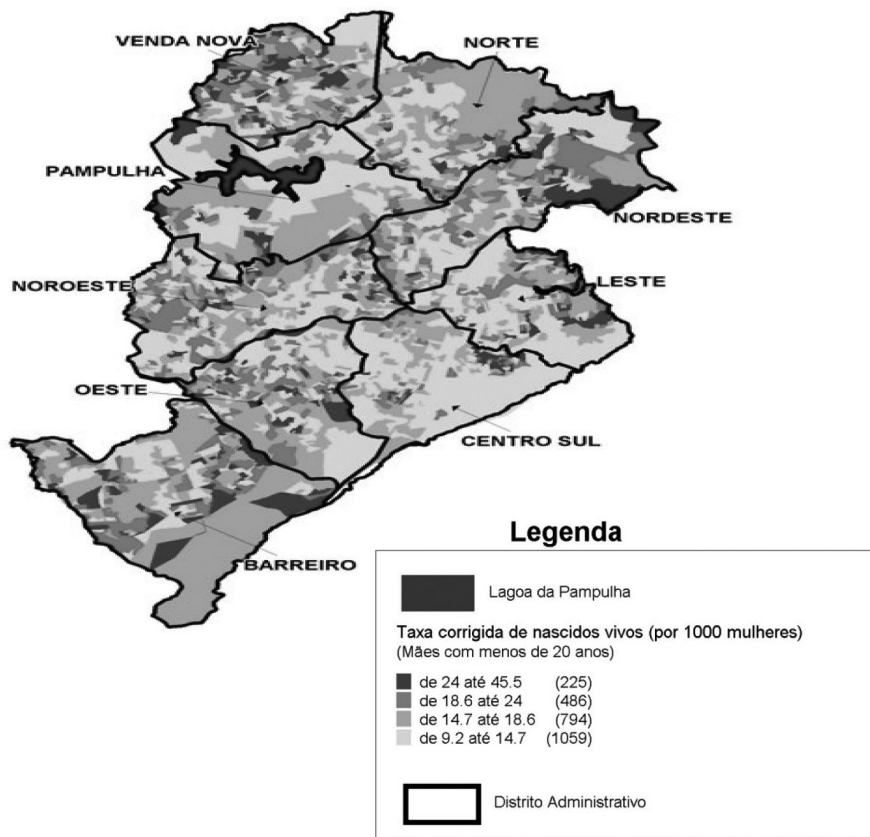 VENDA NOVA
NORTE
PAMPULHA
NORDESTE
NOROESTE
LESTE
OESTE
CENTRO SUL
BARREIRO
Legenda
Lagoa da Pampulha
Taxa corrigida de nascidos vivos (por 1000 mulheres)
(Mães com menos de 20 anos)
de 24 até 45.5 (225)
de 18.6 até 24 (486)
de 14.7 até 18.6 (794)
de 9.2 até 14.7 (1059)
Distrito Administrativo